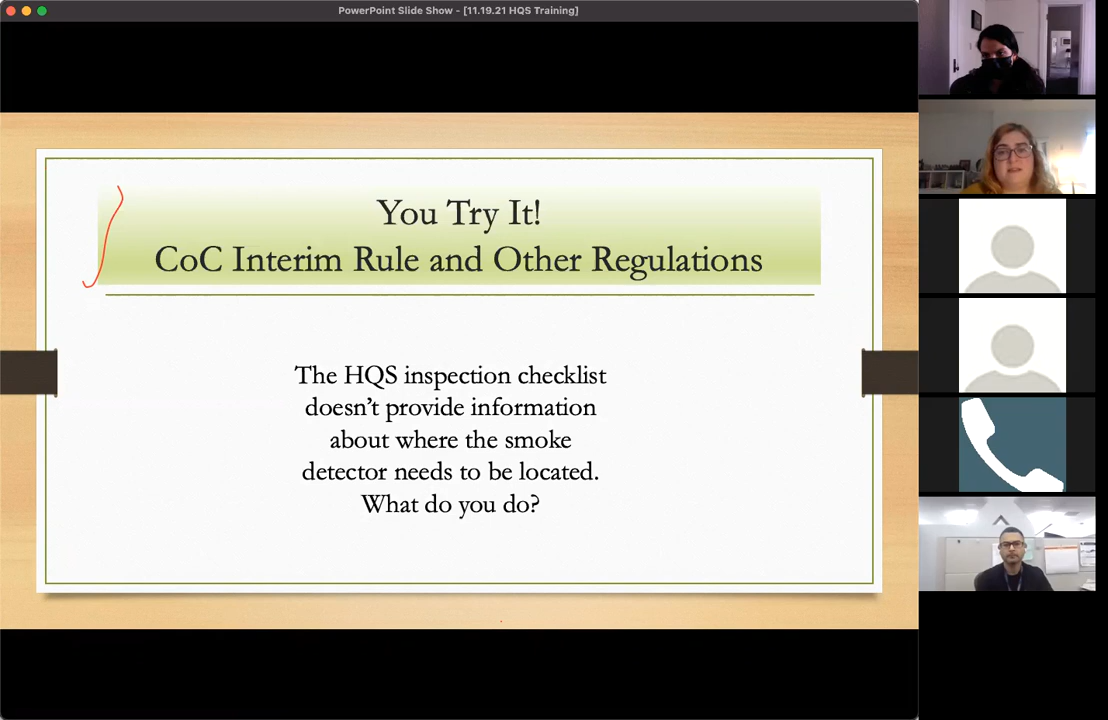 PowerPoint Slide Show - [11.19.21 HQS Training]
You Try It!
CoC Interim Rule and Other Regulations
The HQS inspection checklist
doesn’t provide information
about where the smoke
detector needs to be located.
What do you do?